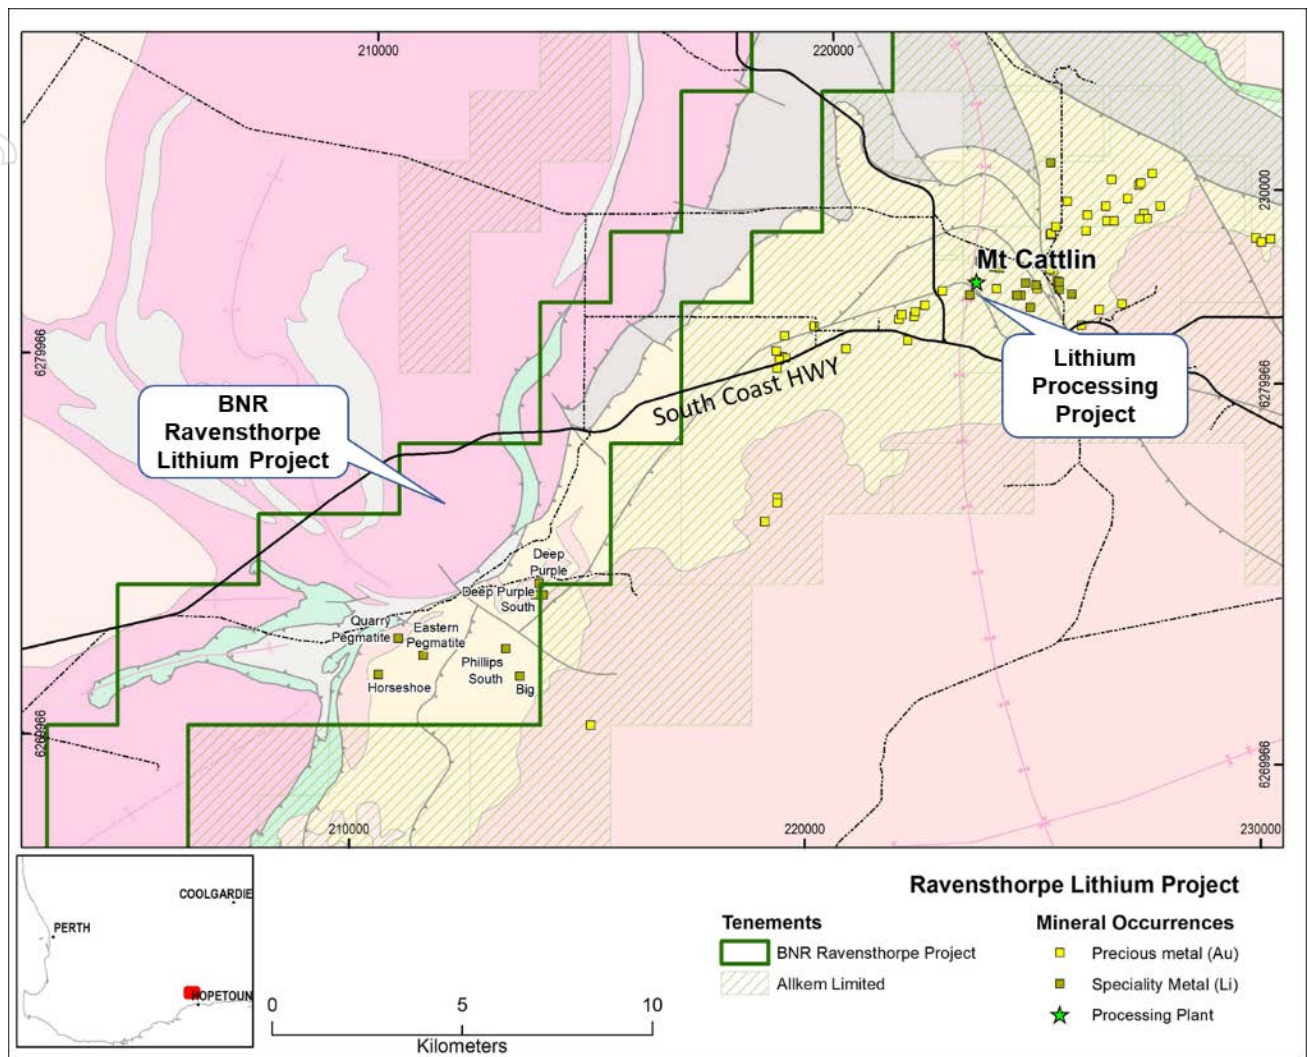 210000
220000
230000
Mt Cattlin
6279966
6279966
South Coast HWY
Lithium
Processing
Project
BNR
Ravensthorpe
Lithium Project
Deep
Purple
Deep Purple
South
Quarry
Pegmatite
Eastern
Pegmatite
Phillips
South
Horseshoe
Big
6269966
6269966
210000
220000
230000
COOLGARDIE
PERTH
HOPETOUN
0
5
10
Kilometers
Ravensthorpe Lithium Project
Tenements
BNR Ravensthorpe Project
Allkem Limited
Mineral Occurrences
Precious metal (Au)
Speciality Metal (Li)
Processing Plant